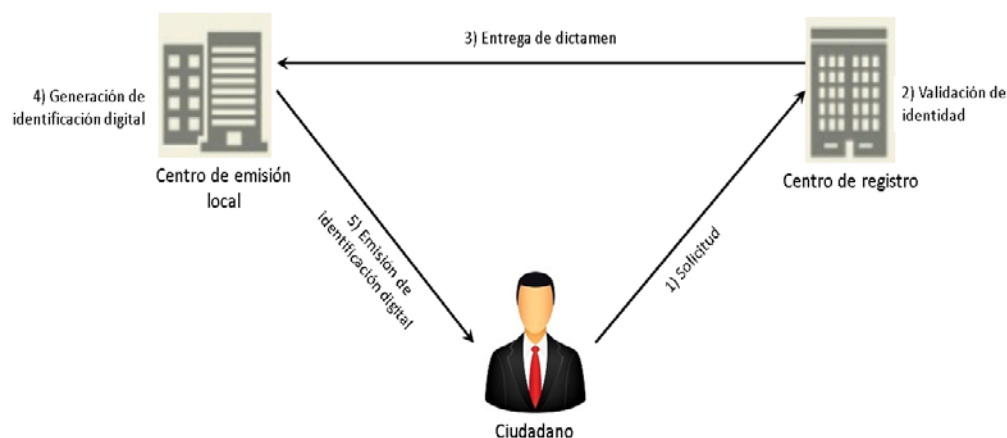 3) Entrega de dictamen
4) Generación de
identificación digital
2) Validación de
identidad
Centro de emisión
local
Centro de registro
5) Emisión de
identificación digital
1) Solicitud
Ciudadano